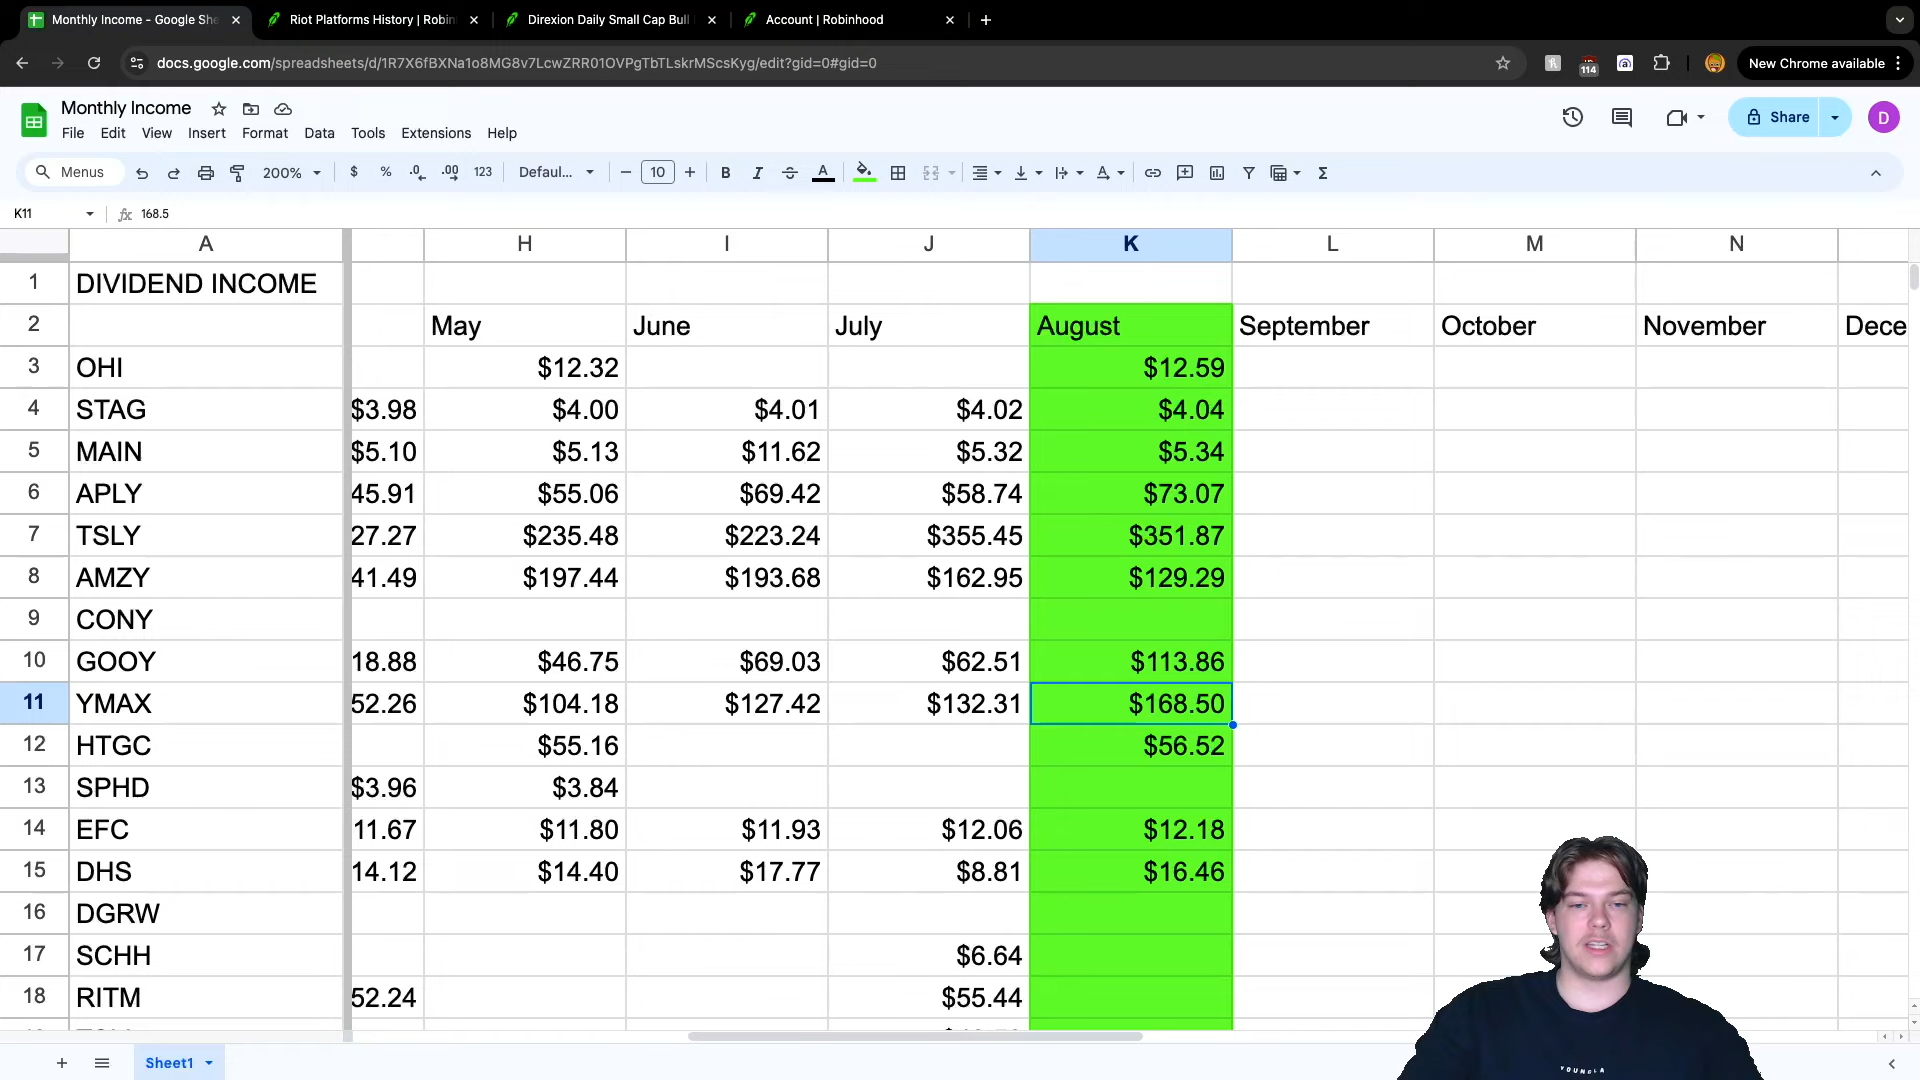 Monthly Income - Google She
Riot Platforms History | Robin
Direxion Daily Small Cap Bull
Account | Robinhood
docs.google.com/spreadsheets/d/1R7X6fBXNa1o8MG8v7LcwZRR01OVPgTbTLskrMScsKyg/edit?gid=0#gid=0
114
New Chrome available
Monthly Income
Share
D
File Edit View Insert Format Data Tools Extensions Help
Menus 200% $ % .0 .00 123 Defaul... 10 B I A Σ
K11 fx 168.5
A H I J K L M N
1 DIVIDEND INCOME
2 May June July August September October November Dece
3 OHI $12.32 $12.59
4 STAG $3.98 $4.00 $4.01 $4.02 $4.04
5 MAIN $5.10 $5.13 $11.62 $5.32 $5.34
6 APLY 45.91 $55.06 $69.42 $58.74 $73.07
7 TSLY 27.27 $235.48 $223.24 $355.45 $351.87
8 AMZY 41.49 $197.44 $193.68 $162.95 $129.29
9 CONY
10 GOOY 18.88 $46.75 $69.03 $62.51 $113.86
11 YMAX 52.26 $104.18 $127.42 $132.31 $168.50
12 HTGC $55.16 $56.52
13 SPHD $3.96 $3.84
14 EFC 11.67 $11.80 $11.93 $12.06 $12.18
15 DHS 14.12 $14.40 $17.77 $8.81 $16.46
16 DGRW
17 SCHH $6.64
18 RITM 52.24 $55.44
YOUNGLA
Sheet1